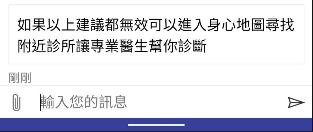 如果以上建議都無效可以進入身心地圖尋找
附近診所讓專業醫生幫你診斷
剛剛
輸入您的訊息